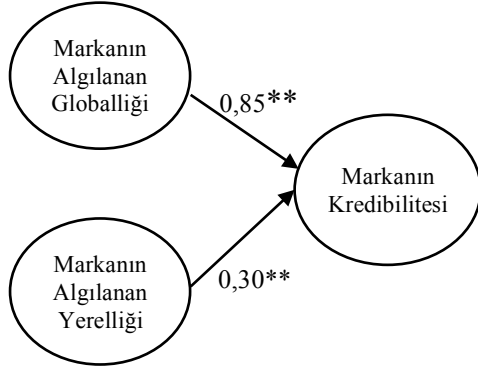 Markanın
Algılanan
Globalliği
0,85**
Markanın
Kredibilitesi
Markanın
Algılanan
Yerelliği
0,30**